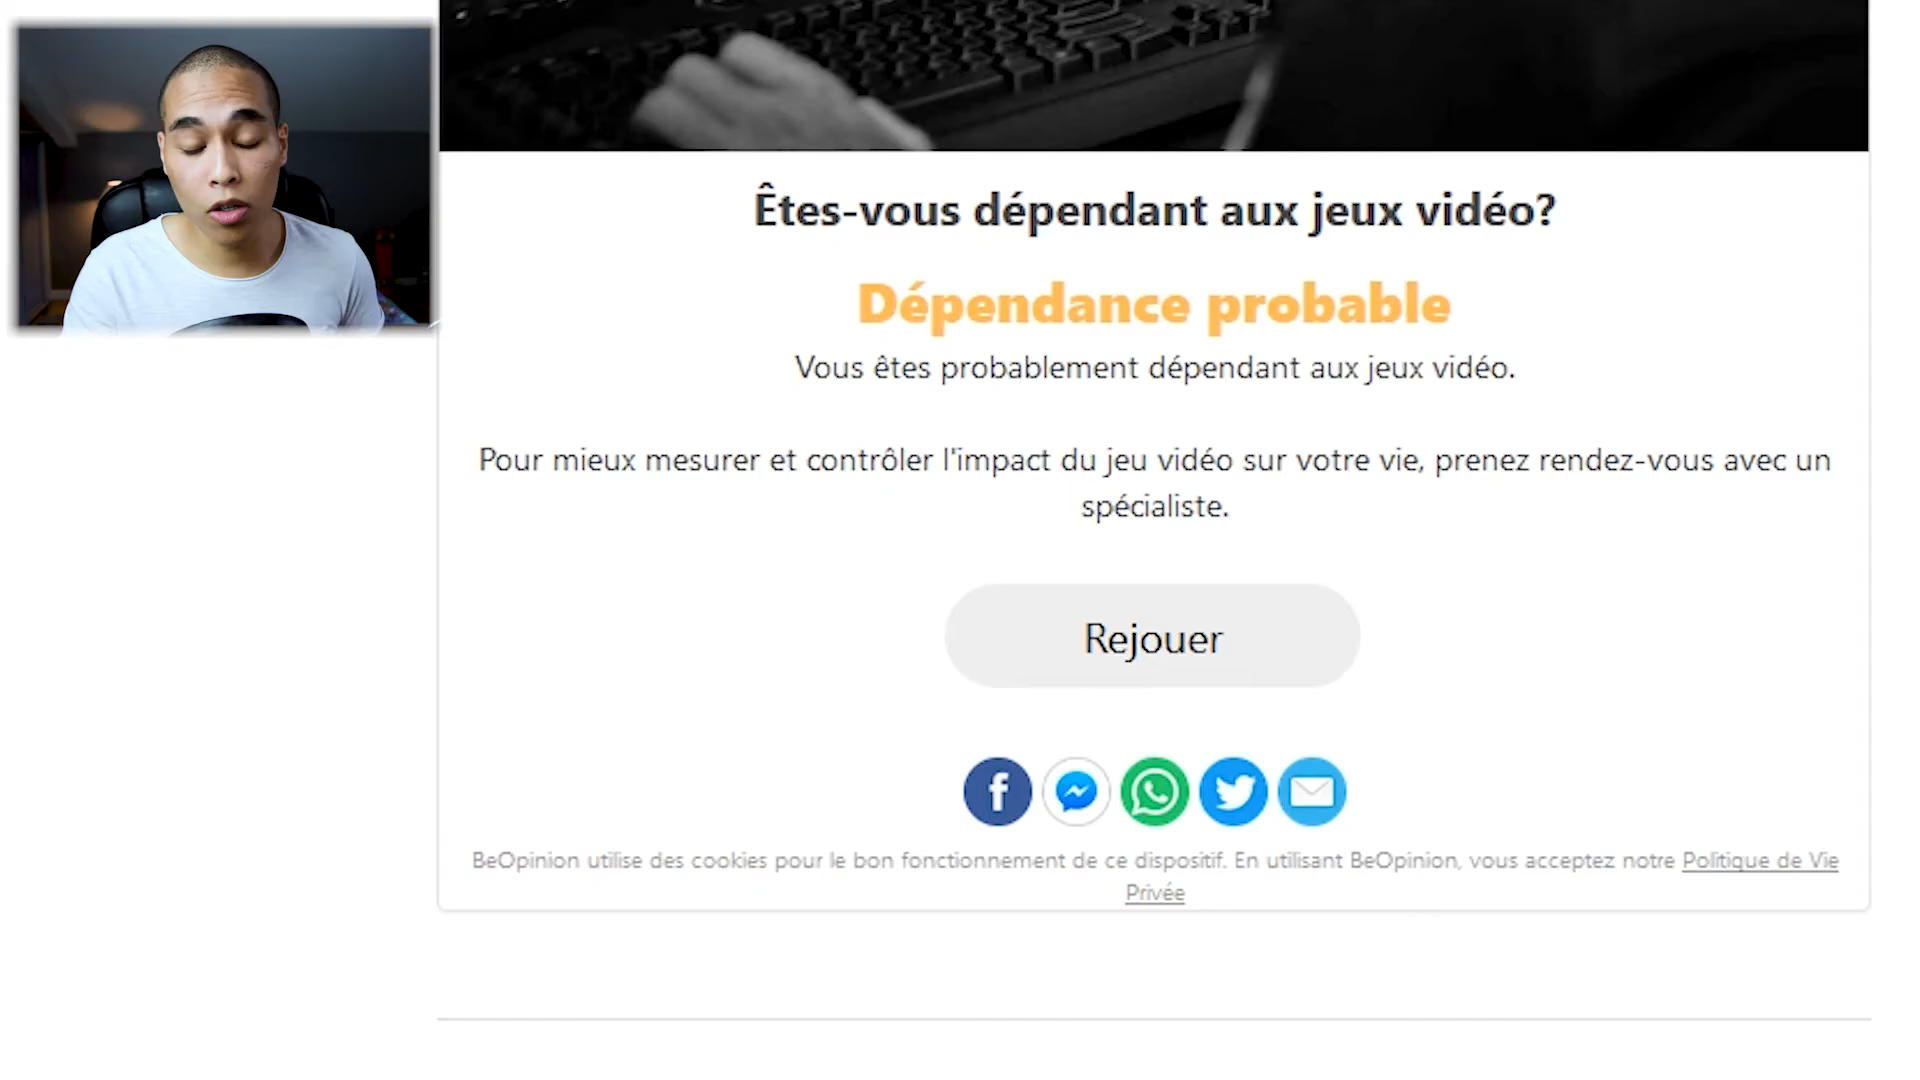 Êtes-vous dépendant aux jeux vidéo?
Dépendance probable
Vous êtes probablement dépendant aux jeux vidéo.
Pour mieux mesurer et contrôler l'impact du jeu vidéo sur votre vie, prenez rendez-vous avec un
spécialiste.
Rejouer
BeOpinion utilise des cookies pour le bon fonctionnement de ce dispositif. En utilisant BeOpinion, vous acceptez notre Politique de Vie
Privée